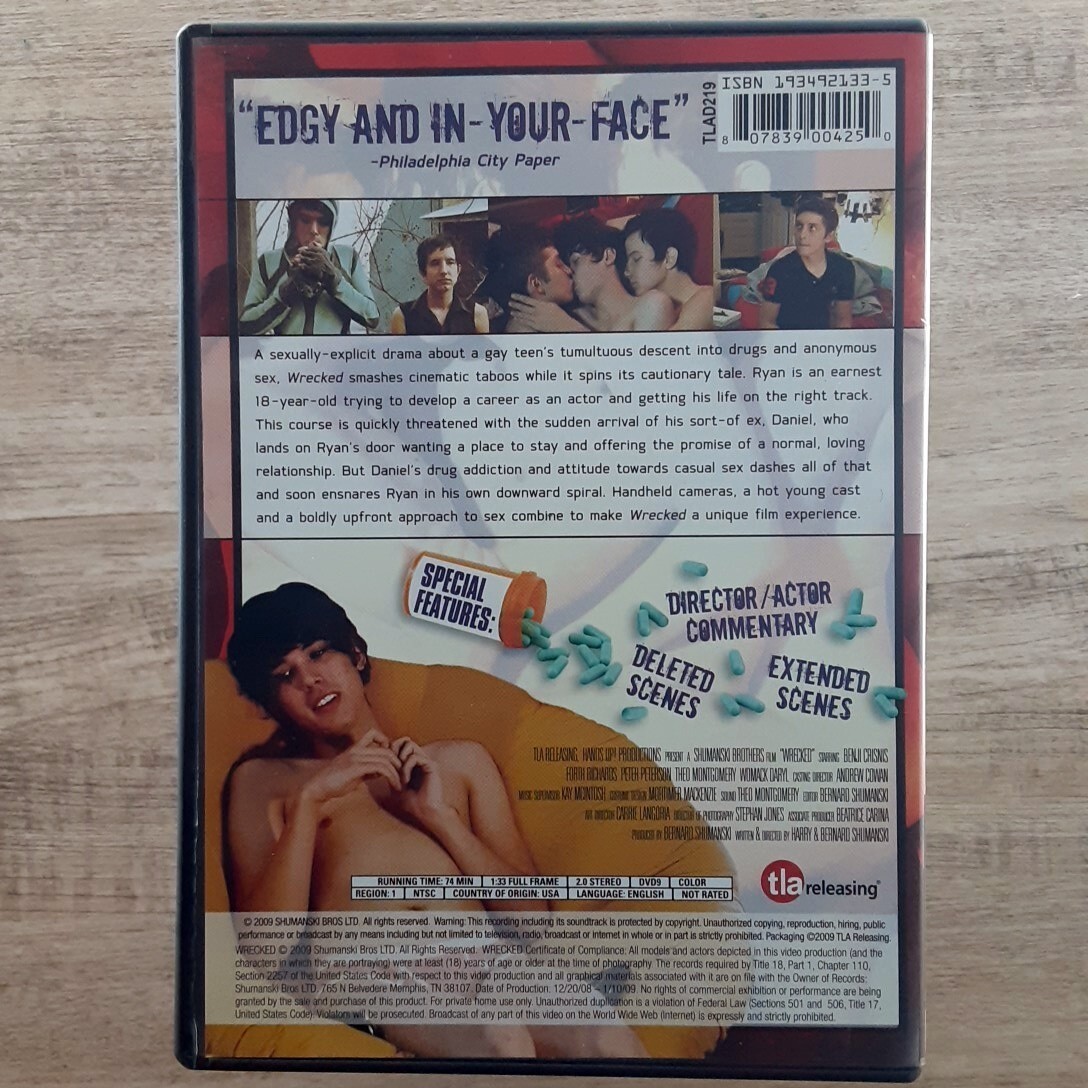 ISBN 193492133-5
"EDGY AND IN-YOUR-FACE"
TLAD219
8 07839 00425 0
-Philadelphia City Paper
A sexually-explicit drama about a gay teen's tumultuous descent into drugs and anonymous
sex, Wrecked smashes cinematic taboos while it spins its cautionary tale. Ryan is an earnest
18-year-old trying to develop a career as an actor and getting his life on the right track.
This course is quickly threatened with the sudden arrival of his sort-of ex, Daniel, who
lands on Ryan's door wanting a place to stay and offering the promise of a normal, loving
relationship. But Daniel's drug addiction and attitude towards casual sex dashes all of that
and soon ensnares Ryan in his own downward spiral. Handheld cameras, a hot young cast
and a boldly upfront approach to sex combine to make Wrecked a unique film experience.
SPECIAL
FEATURES:
DIRECTOR/ACTOR
COMMENTARY
DELETED
SCENES
EXTENDED
SCENES
TLA RELEASING, HANDS UP! PRODUCTIONS PRESENT A SHUMANSKI BROTHERS FILM "WRECKED" STARRING BENJI CRISNIS
FORTH RICHARDS PETER PETERSON THEO MONTGOMERY WOMACK DARYL CASTING DIRECTOR ANDREW COWAN
MUSIC SUPERVISOR KAY MCINTOSH COSTUME DESIGN MORTIMER MACKENZIE SOUND THEO MONTGOMERY EDITOR BERNARD SHUMANSKI
ART DIRECTOR CARRIE LANGORIA DIRECTOR OF PHOTOGRAPHY STEPHAN JONES ASSOCIATE PRODUCER BEATRICE CARINA
PRODUCED BY BERNARD SHUMANSKI WRITTEN & DIRECTED BY HARRY & BERNARD SHUMANSKI
RUNNING TIME: 74 MIN 1:33 FULL FRAME 2.0 STEREO DVD9 COLOR
REGION: 1 NTSC COUNTRY OF ORIGIN: USA LANGUAGE: ENGLISH NOT RATED
tla releasing
© 2009 SHUMANSKI BROS LTD. All rights reserved. Warning: This recording including its soundtrack is protected by copyright. Unauthorized copying, reproduction, hiring, public
performance or broadcast by any means including but not limited to television, radio, broadcast or internet in whole or in part is strictly prohibited. Packaging ©2009 TLA Releasing.
WRECKED © 2009 Shumanski Bros LTD. All Rights Reserved. WRECKED Certificate of Compliance: All models and actors depicted in this video production (and the
characters in which they are portraying) were at least (18) years of age or older at the time of photography. The records required by Title 18, Part 1, Chapter 110,
Section 2257 of the United States Code with respect to this video production and all graphical materials associated with it are on file with the Owner of Records:
Shumanski Bros LTD. 765 N Belvedere Memphis, TN 38107. Date of Production: 12/20/08 - 1/10/09. No rights of commercial exhibition or performance are being
granted by the sale and purchase of this product. For private home use only. Unauthorized duplication is a violation of Federal Law (Sections 501 and 506, Title 17,
United States Code). Violators will be prosecuted. Broadcast of any part of this video on the World Wide Web (Internet) is expressly and strictly prohibited.